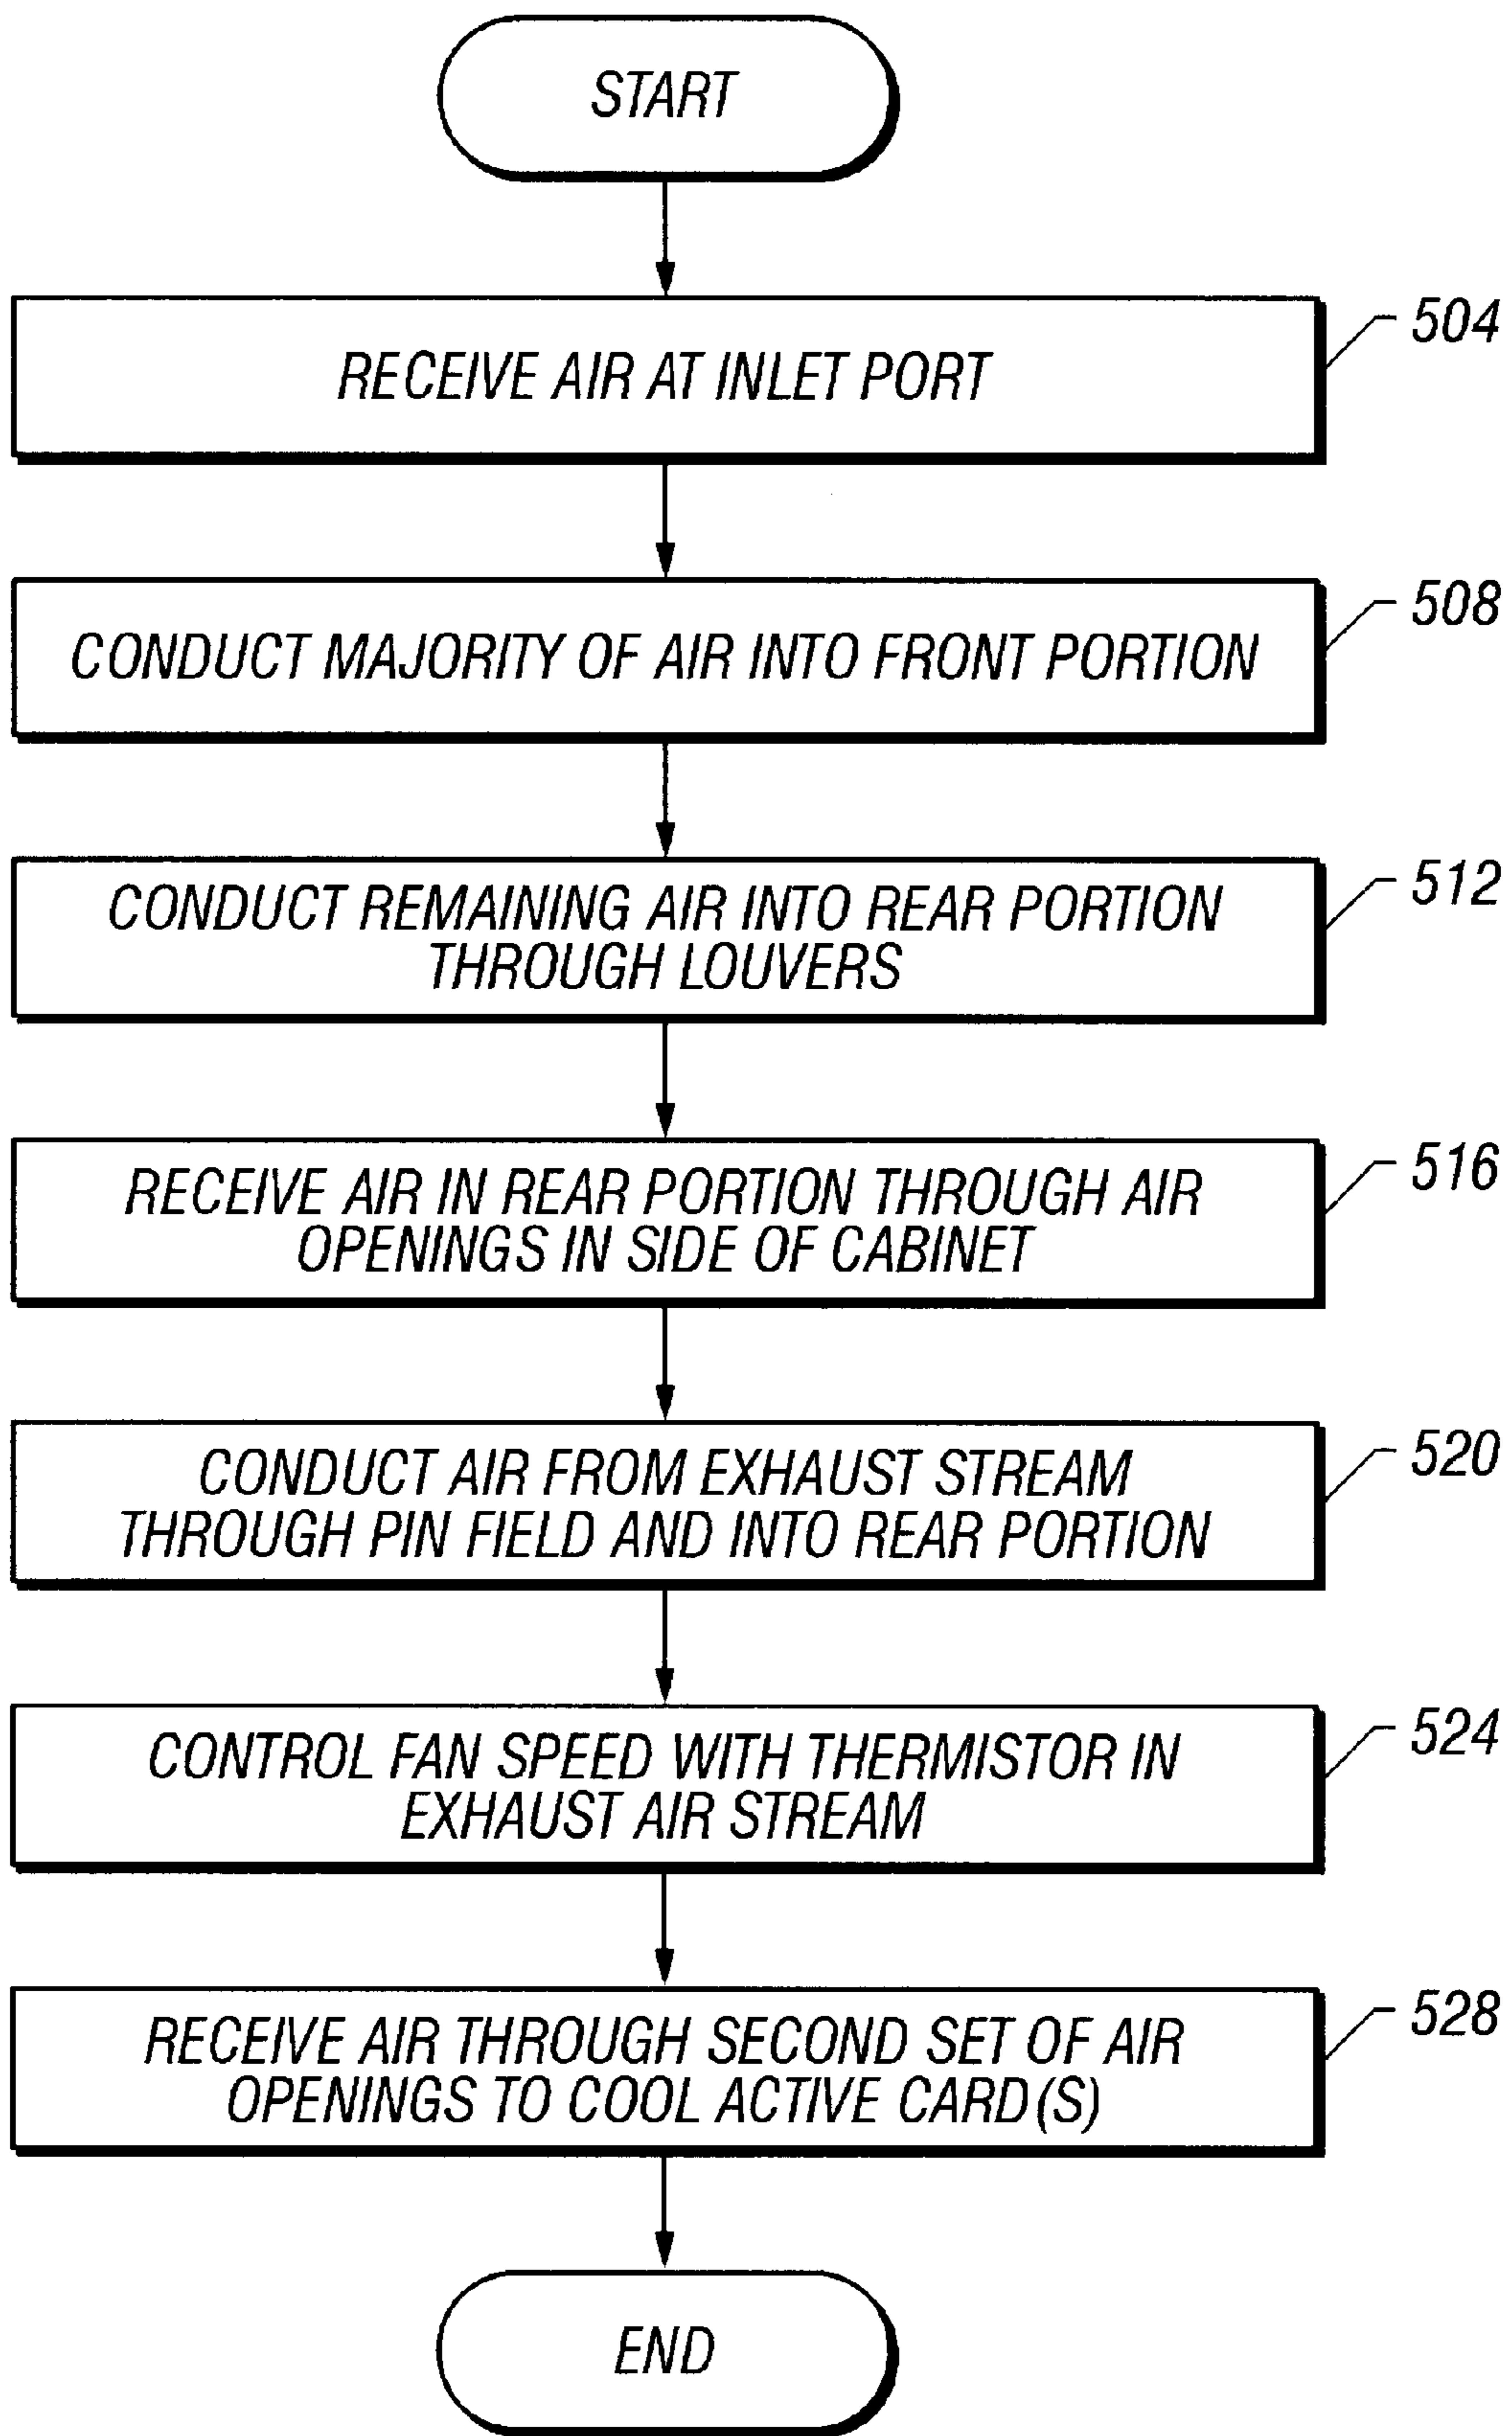 START
RECEIVE AIR AT INLET PORT
504
CONDUCT MAJORITY OF AIR INTO FRONT PORTION
508
CONDUCT REMAINING AIR INTO REAR PORTION
THROUGH LOUVERS
512
RECEIVE AIR IN REAR PORTION THROUGH AIR
OPENINGS IN SIDE OF CABINET
516
CONDUCT AIR FROM EXHAUST STREAM
THROUGH PIN FIELD AND INTO REAR PORTION
520
CONTROL FAN SPEED WITH THERMISTOR IN
EXHAUST AIR STREAM
524
RECEIVE AIR THROUGH SECOND SET OF AIR
OPENINGS TO COOL ACTIVE CARD(S)
528
END